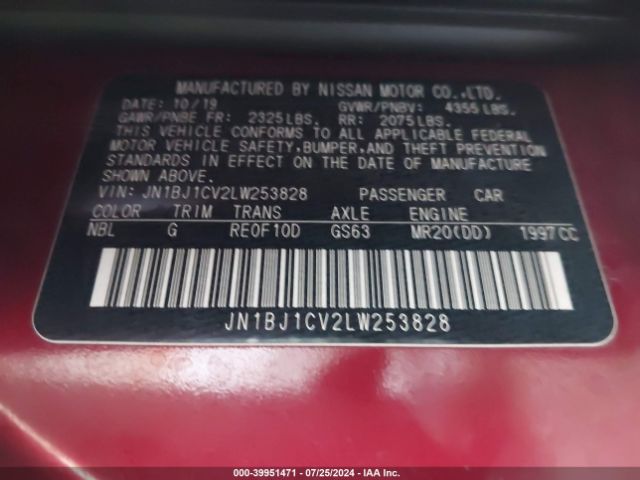 MANUFACTURED BY NISSAN MOTOR CO.,LTD.
DATE: 10/19 GVWR/PNBV: 4355 LBS.
GAWR/PNBE FR: 2325LBS. RR: 2075LBS.
THIS VEHICLE CONFORMS TO ALL APPLICABLE FEDERAL
MOTOR VEHICLE SAFETY,BUMPER,AND THEFT PREVENTION
STANDARDS IN EFFECT ON THE DATE OF MANUFACTURE
SHOWN ABOVE.
VIN: JN1BJ1CV2LW253828 PASSENGER CAR
COLOR TRIM TRANS AXLE ENGINE
NBL G RE0F10D GS63 MR20(DD) 1997CC
JN1BJ1CV2LW253828
000-39951471 | 07/25/2024 | IAA, INC.